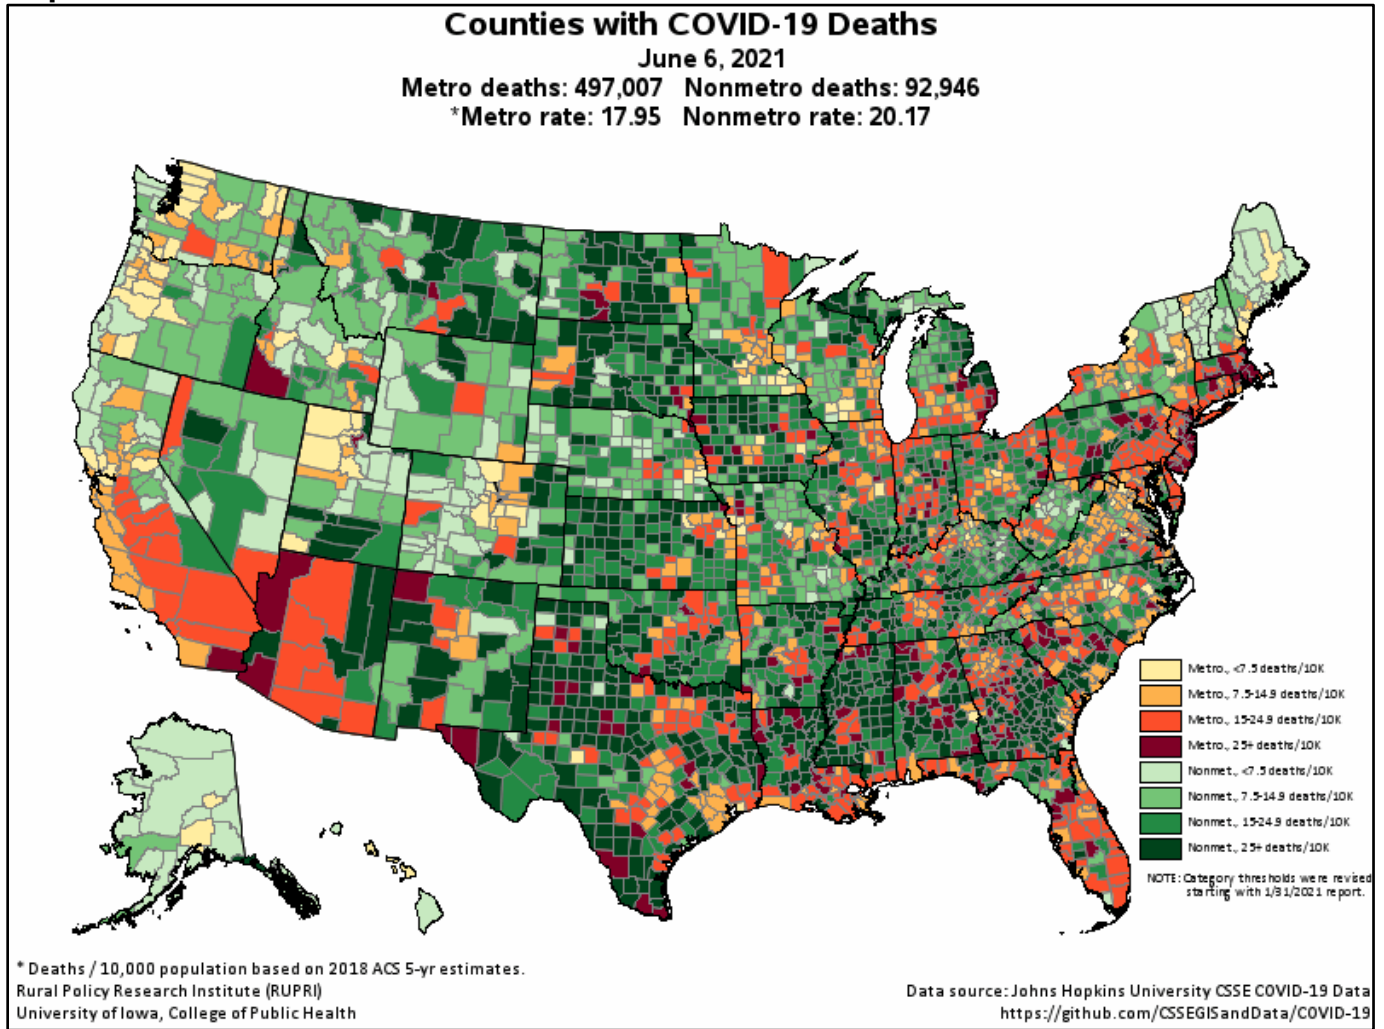 Counties with COVID-19 Deaths
June 6, 2021
Metro deaths: 497,007 Nonmetro deaths: 92,946
*Metro rate: 17.95 Nonmetro rate: 20.17
Metro., <7.5 deaths/10K
Metro., 7.5-14.9 deaths/10K
Metro., 15-24.9 deaths/10K
Metro., 25+ deaths/10K
Nonmet., <7.5 deaths/10K
Nonmet., 7.5-14.9 deaths/10K
Nonmet., 15-24.9 deaths/10K
Nonmet., 25+ deaths/10K
NOTE: Category thresholds were revised
starting with 1/31/2021 report.
* Deaths / 10,000 population based on 2018 ACS 5-yr estimates.
Rural Policy Research Institute (RUPRI)
University of Iowa, College of Public Health
Data source: Johns Hopkins University CSSE COVID-19 Data
https://github.com/CSSEGISandData/COVID-19